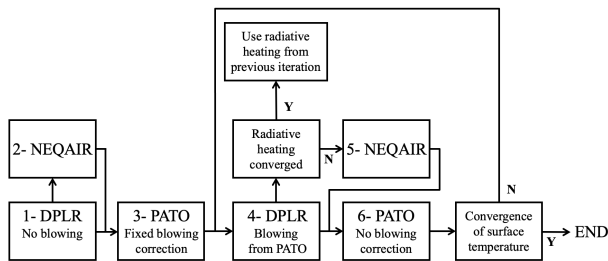 Use radiative
heating from
previous iteration
Y
2- NEQAIR
Radiative
heating
converged
N
5- NEQAIR
N
1- DPLR
No blowing
3- PATO
Fixed blowing
correction
4- DPLR
Blowing
from PATO
6- PATO
No blowing
correction
Convergence
of surface
temperature
Y
END